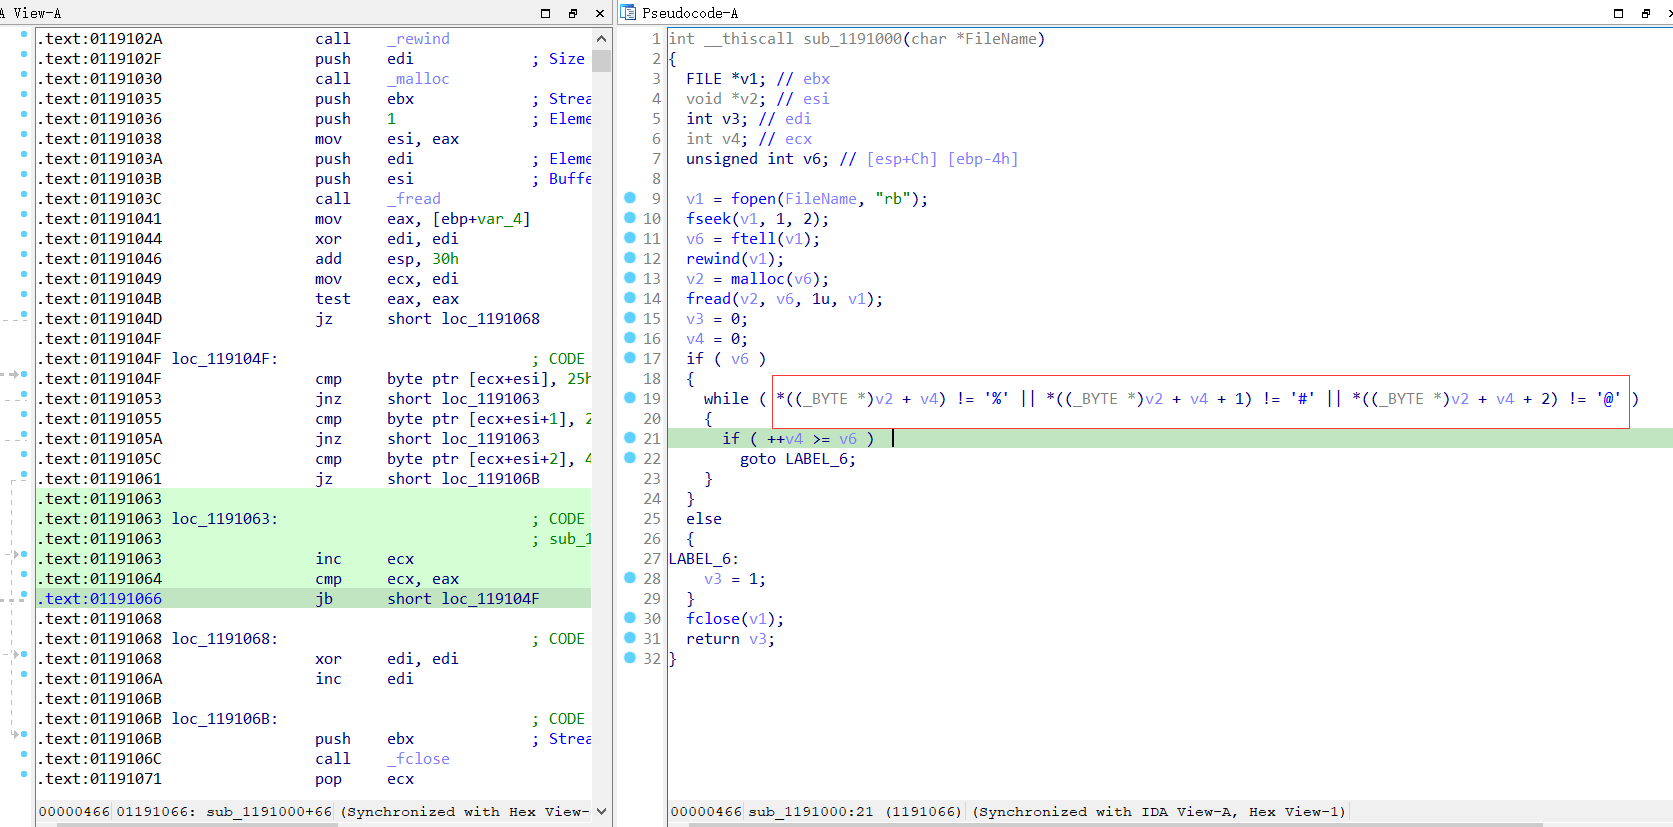 A View-A
.text:0119102A call _rewind
.text:0119102F push edi ; Size
.text:01191030 call _malloc
.text:01191035 push ebx ; Strea
.text:01191036 push 1 ; Eleme
.text:01191038 mov esi, eax
.text:0119103A push edi ; Eleme
.text:0119103B push esi ; Buffe
.text:0119103C call _fread
.text:01191041 mov eax, [ebp+var_4]
.text:01191044 xor edi, edi
.text:01191046 add esp, 30h
.text:01191049 mov ecx, edi
.text:0119104B test eax, eax
.text:0119104D jz short loc_1191068
.text:0119104F
.text:0119104F loc_119104F: ; CODE
.text:0119104F cmp byte ptr [ecx+esi], 25h
.text:01191053 jnz short loc_1191063
.text:01191055 cmp byte ptr [ecx+esi+1], 2
.text:0119105A jnz short loc_1191063
.text:0119105C cmp byte ptr [ecx+esi+2], 4
.text:01191061 jz short loc_119106B
.text:01191063
.text:01191063 loc_1191063: ; CODE
.text:01191063 ; sub_1
.text:01191063 inc ecx
.text:01191064 cmp ecx, eax
.text:01191066 jb short loc_119104F
.text:01191068
.text:01191068 loc_1191068: ; CODE
.text:01191068 xor edi, edi
.text:0119106A inc edi
.text:0119106B
.text:0119106B loc_119106B: ; CODE
.text:0119106B push ebx ; Strea
.text:0119106C call _fclose
.text:01191071 pop ecx
00000466 01191066: sub_1191000+66 (Synchronized with Hex View-
Pseudocode-A
1 int __thiscall sub_1191000(char *FileName)
2 {
3 FILE *v1; // ebx
4 void *v2; // esi
5 int v3; // edi
6 int v4; // ecx
7 unsigned int v6; // [esp+Ch] [ebp-4h]
8
9 v1 = fopen(FileName, "rb");
10 fseek(v1, 1, 2);
11 v6 = ftell(v1);
12 rewind(v1);
13 v2 = malloc(v6);
14 fread(v2, v6, 1u, v1);
15 v3 = 0;
16 v4 = 0;
17 if ( v6 )
18 {
19 while ( *((_BYTE *)v2 + v4) != '%' || *((_BYTE *)v2 + v4 + 1) != '#' || *((_BYTE *)v2 + v4 + 2) != '@' )
20 {
21 if ( ++v4 >= v6 )
22 goto LABEL_6;
23 }
24 }
25 else
26 {
27 LABEL_6:
28 v3 = 1;
29 }
30 fclose(v1);
31 return v3;
32 }
00000466 sub_1191000:21 (1191066) (Synchronized with IDA View-A, Hex View-1)